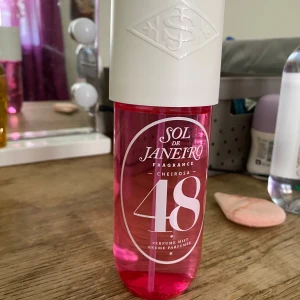 SOL
DE
JANEIRO
FRAGRANCE
CHEIROSA
48
PERFUME MIST
BRUME PARFUMÉE